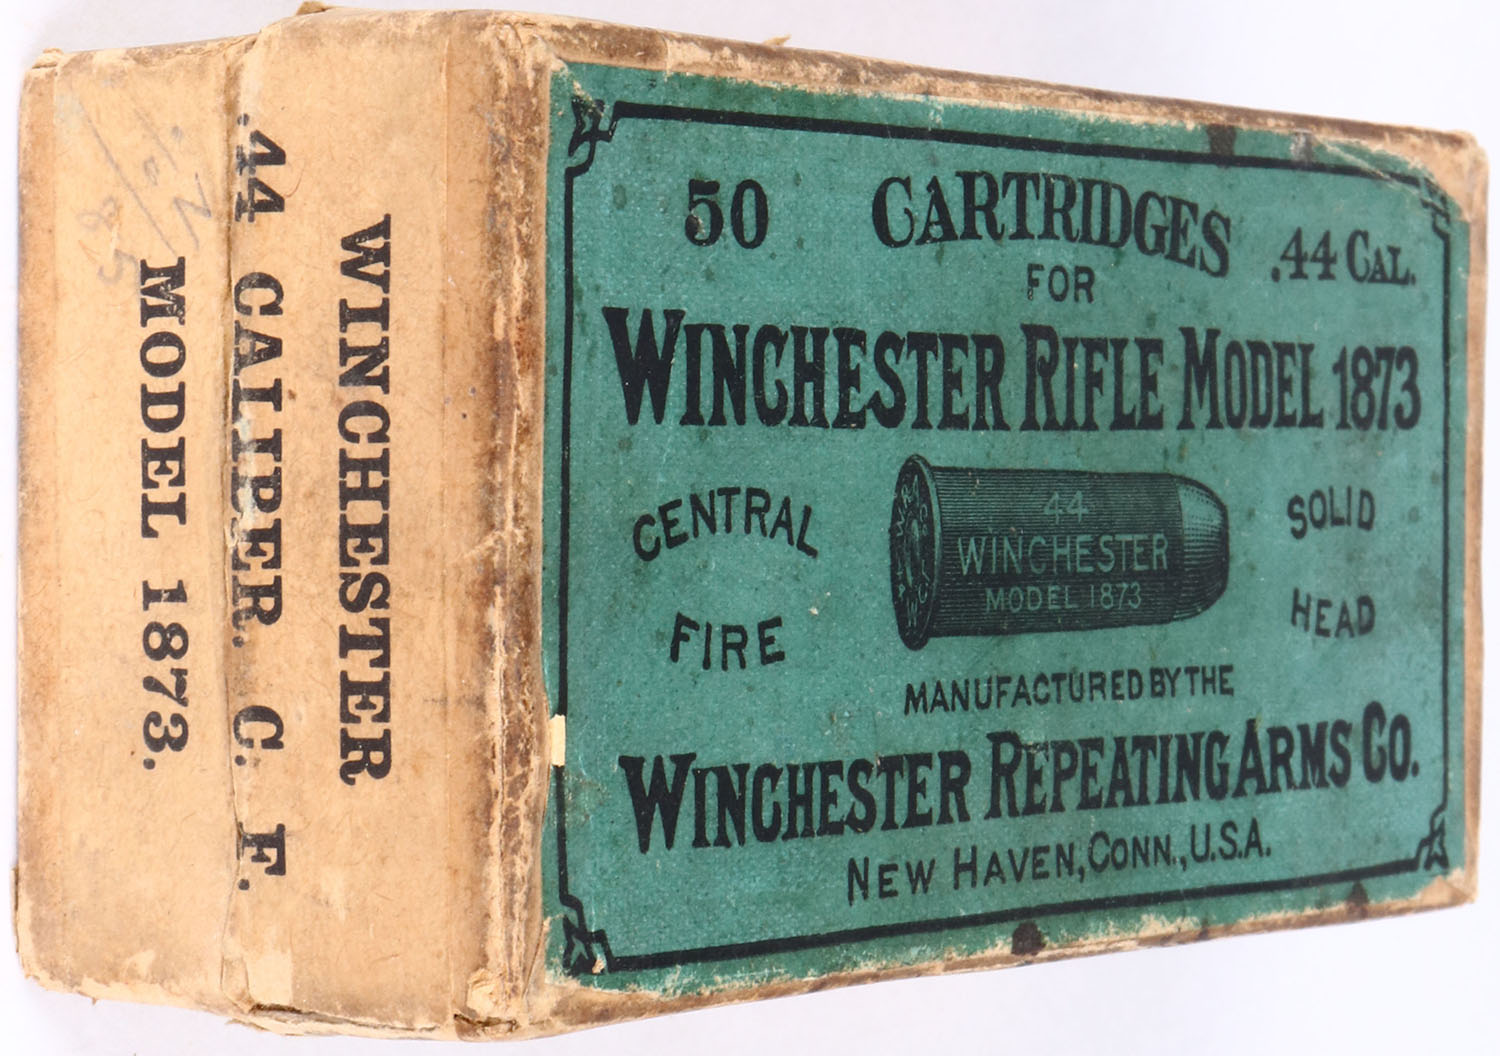 50 CARTRIDGES .44 CAL.
FOR
WINCHESTER RIFLE MODEL 1873
CENTRAL FIRE
44
WINCHESTER
MODEL 1873
SOLID HEAD
MANUFACTURED BY THE
WINCHESTER REPEATING ARMS CO.
NEW HAVEN, CONN., U.S.A.
WINCHESTER
.44 CALIBER. C. F.
MODEL 1873.